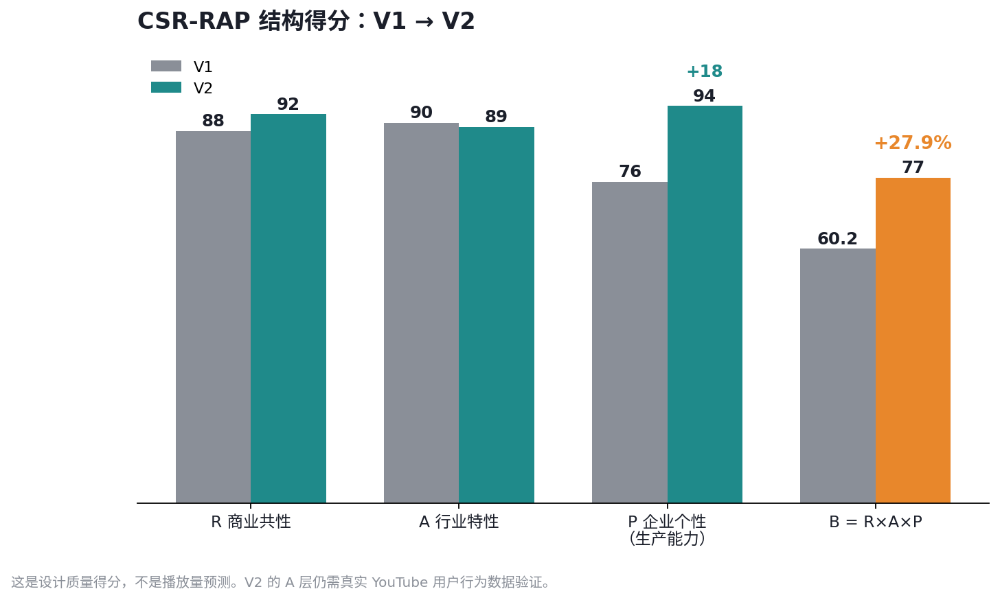 CSR-RAP 结构得分：V1 → V2
V1
V2
88
92
90
89
76
+18
94
60.2
+27.9%
77
R 商业共性
A 行业特性
P 企业个性
（生产能力）
B = R×A×P
这是设计质量得分，不是播放量预测。V2 的 A 层仍需真实 YouTube 用户行为数据验证。